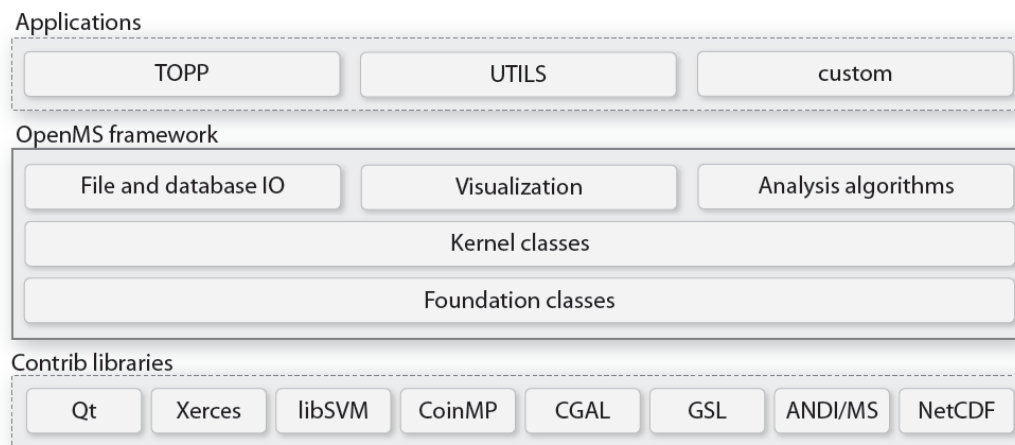 Applications
TOPP
UTILS
custom
OpenMS framework
File and database IO
Visualization
Analysis algorithms
Kernel classes
Foundation classes
Contrib libraries
Qt
Xerces
libSVM
CoinMP
CGAL
GSL
ANDI/MS
NetCDF